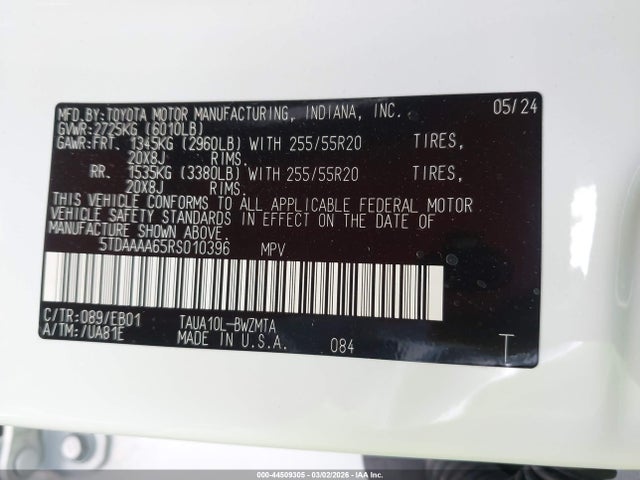 MFD.BY:TOYOTA MOTOR MANUFACTURING, INDIANA, INC. 05/24
GVWR:2725KG (6010LB)
GAWR:FRT. 1345KG (2960LB) WITH 255/55R20 TIRES,
20X8J RIMS.
RR. 1535KG (3380LB) WITH 255/55R20 TIRES,
20X8J RIMS.
THIS VEHICLE CONFORMS TO ALL APPLICABLE FEDERAL MOTOR
VEHICLE SAFETY STANDARDS IN EFFECT ON THE DATE OF
MANUFACTURE SHOWN ABOVE.
5TDAAAA65RS010396 MPV
C/TR:089/EB01 TAUA10L-BWZMTA
A/TM:/UA81E MADE IN U.S.A. 084 T
000-44509305 - 03/02/2026 - IAA Inc.